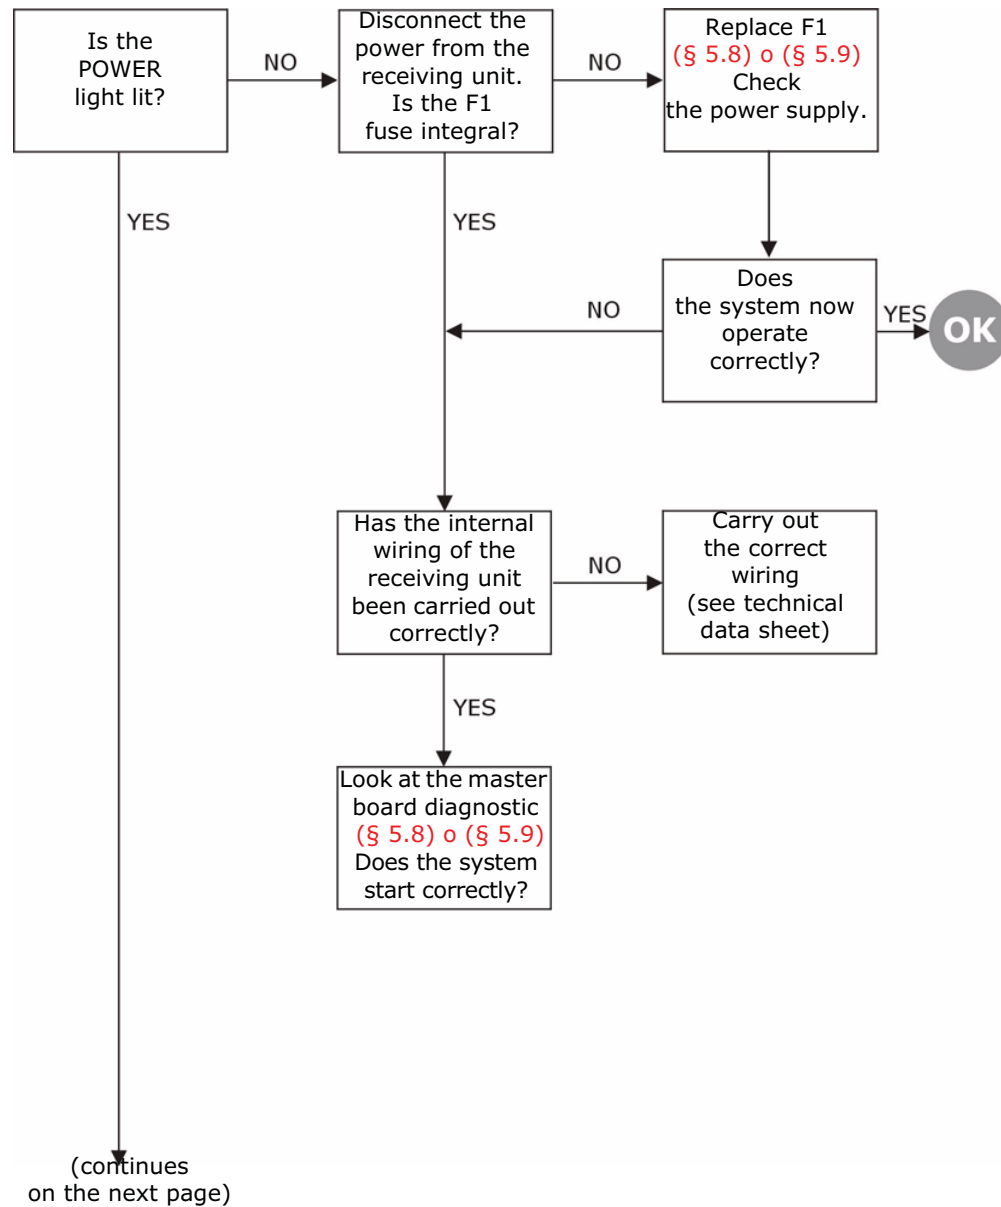 Is the
POWER
light lit?
NO
Disconnect the
power from the
receiving unit.
Is the F1
fuse integral?
NO
Replace F1
(§ 5.8) o (§ 5.9)
Check
the power supply.
YES
YES
Does
the system now
operate
correctly?
NO
YES
OK
Has the internal
wiring of the
receiving unit
been carried out
correctly?
NO
Carry out
the correct
wiring
(see technical
data sheet)
YES
Look at the master
board diagnostic
(§ 5.8) o (§ 5.9)
Does the system
start correctly?
(continues
on the next page)